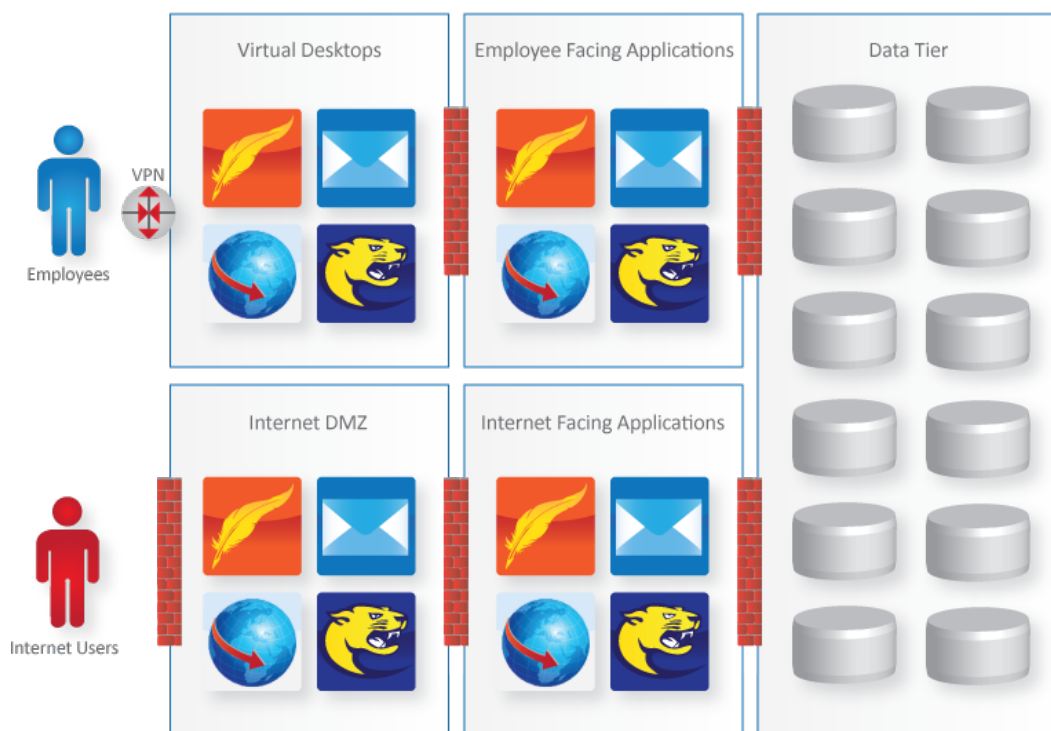 Virtual Desktops
Employee Facing Applications
Data Tier
VPN
Employees
Internet DMZ
Internet Facing Applications
Internet Users